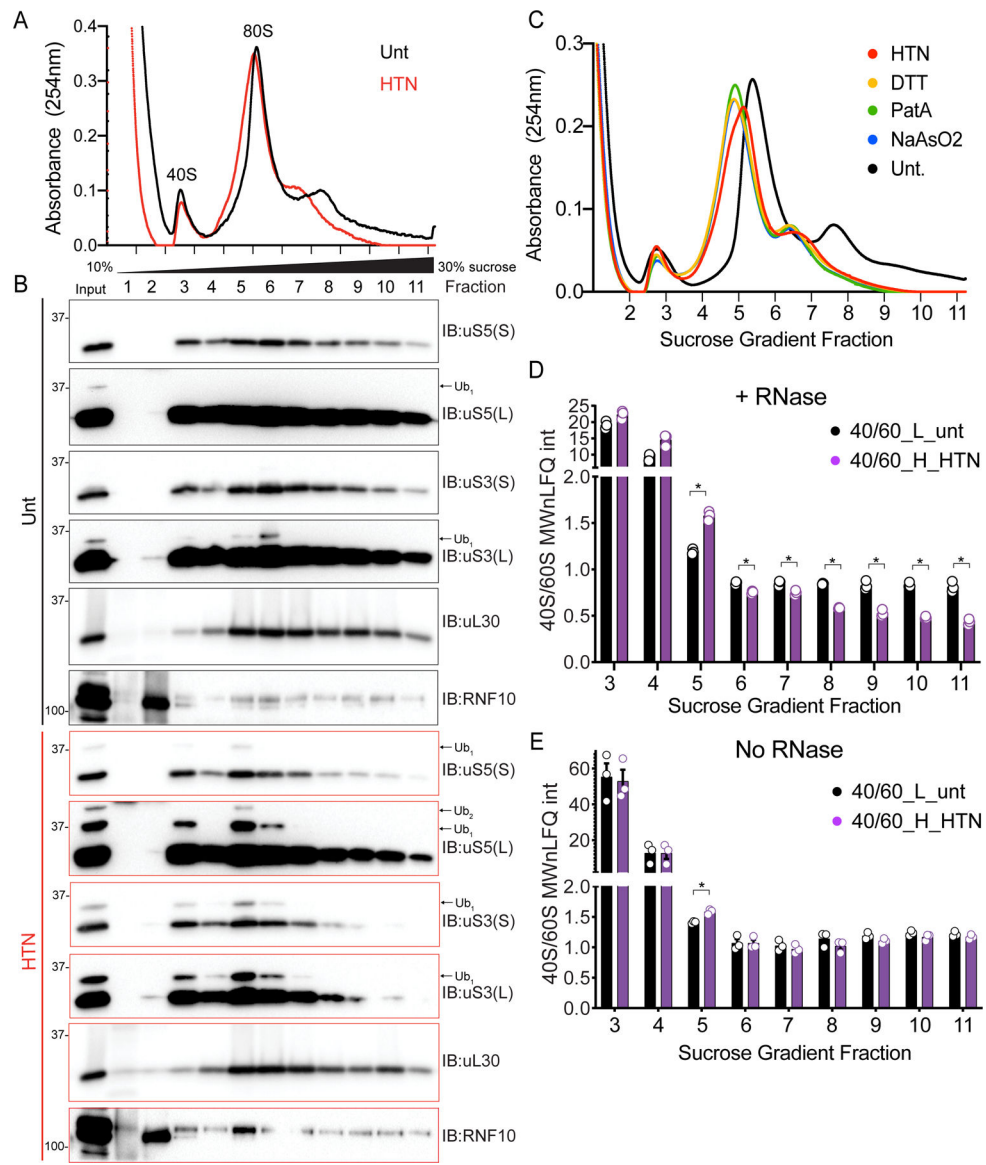 A
0.4
0.3
0.2
0.1
0.0
Absorbance (254nm)
80S
40S
Unt
HTN
10%
30% sucrose
B
Input
1
2
3
4
5
6
7
8
9
10
11
Fraction
Unt
37
IB:uS5(S)
37
←Ub1
IB:uS5(L)
37
IB:uS3(S)
37
←Ub1
IB:uS3(L)
37
IB:uL30
100
IB:RNF10
HTN
37
←Ub1
IB:uS5(S)
37
←Ub2
←Ub1
IB:uS5(L)
37
←Ub1
IB:uS3(S)
37
←Ub1
IB:uS3(L)
37
IB:uL30
100
IB:RNF10
C
0.3
0.2
0.1
0.0
Absorbance (254nm)
HTN
DTT
PatA
NaAsO2
Unt.
2 3 4 5 6 7 8 9 10 11
Sucrose Gradient Fraction
D
+ RNase
40/60_L_unt
40/60_H_HTN
40S/60S MWnLFQ int
25
20
15
10
2.0
1.5
1.0
0.5
0.0
* * * * * * *
3 4 5 6 7 8 9 10 11
Sucrose Gradient Fraction
E
No RNase
40/60_L_unt
40/60_H_HTN
40S/60S MWnLFQ int
60
40
20
2.0
1.5
1.0
0.5
0.0
*
3 4 5 6 7 8 9 10 11
Sucrose Gradient Fraction